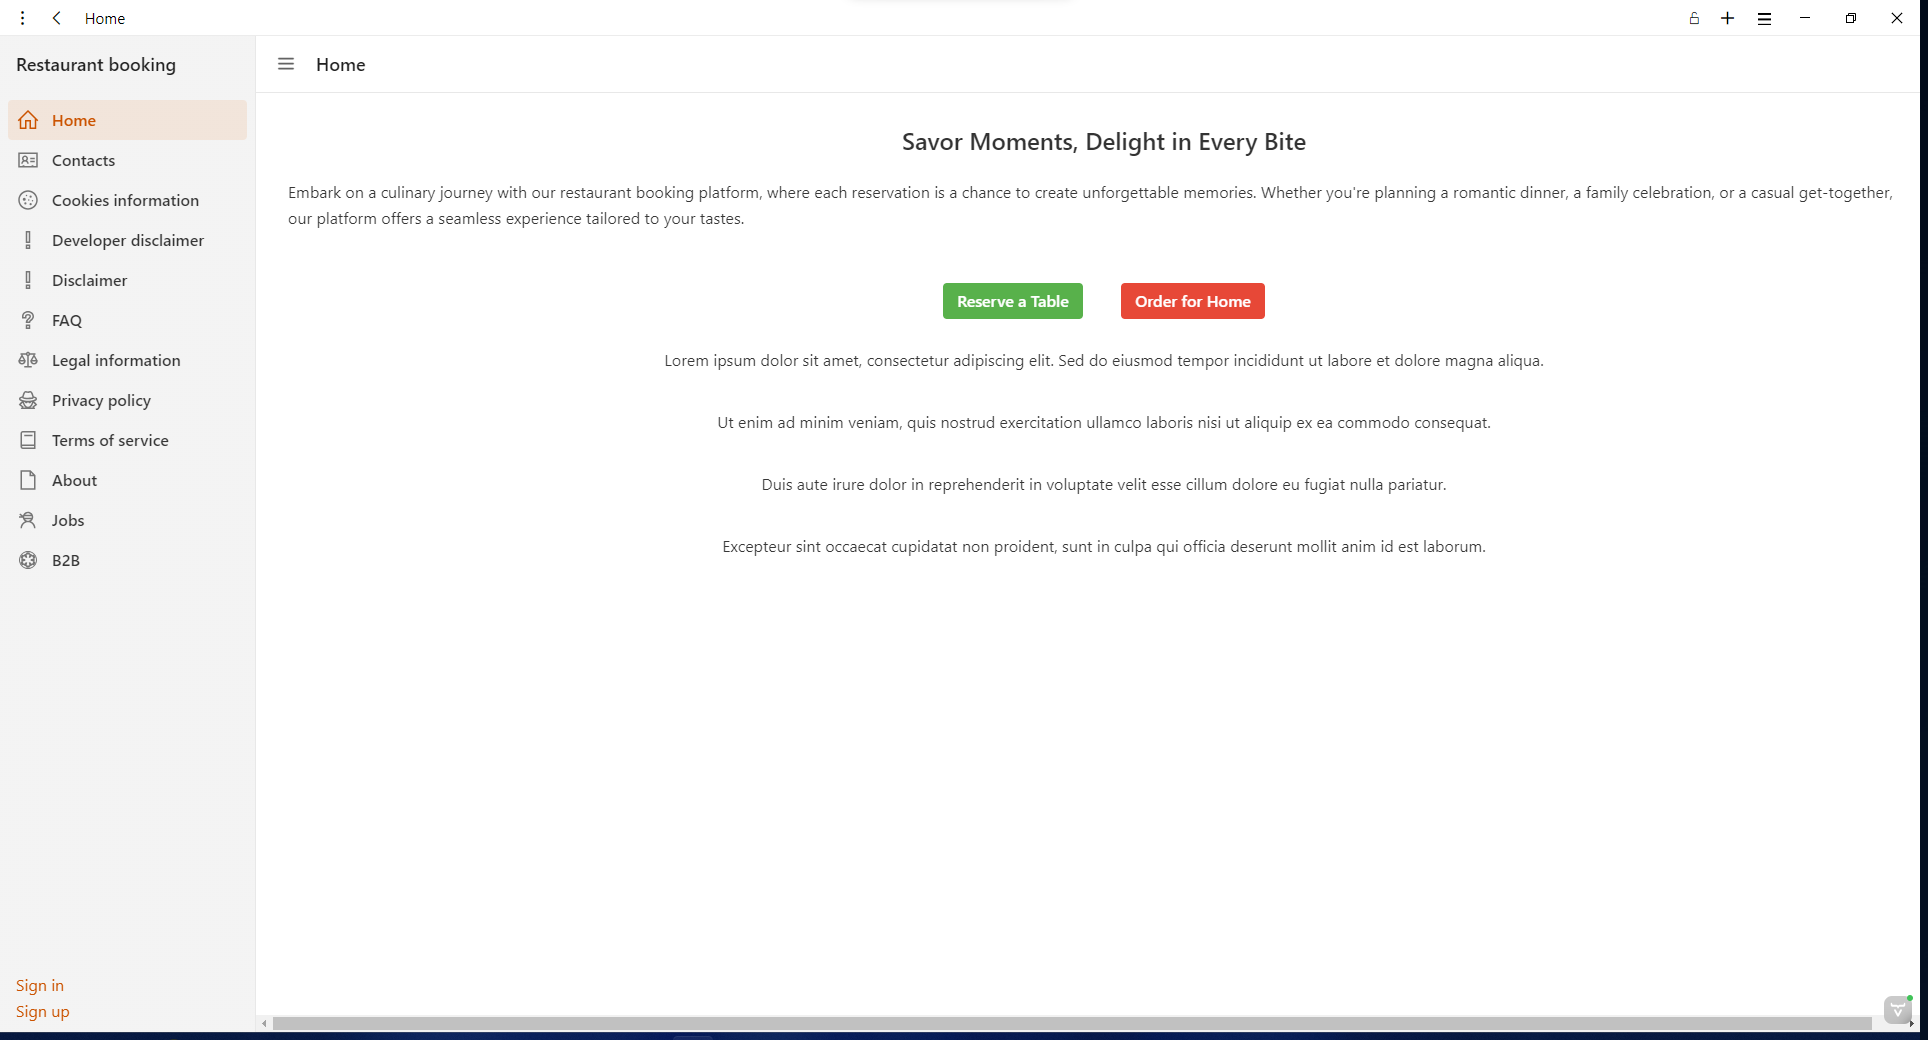 Home
Restaurant booking
Home
Home
Contacts
Cookies information
Developer disclaimer
Disclaimer
FAQ
Legal information
Privacy policy
Terms of service
About
Jobs
B2B
Sign in
Sign up
Savor Moments, Delight in Every Bite
Embark on a culinary journey with our restaurant booking platform, where each reservation is a chance to create unforgettable memories. Whether you're planning a romantic dinner, a family celebration, or a casual get-together,
our platform offers a seamless experience tailored to your tastes.
Reserve a Table Order for Home
Lorem ipsum dolor sit amet, consectetur adipiscing elit. Sed do eiusmod tempor incididunt ut labore et dolore magna aliqua.
Ut enim ad minim veniam, quis nostrud exercitation ullamco laboris nisi ut aliquip ex ea commodo consequat.
Duis aute irure dolor in reprehenderit in voluptate velit esse cillum dolore eu fugiat nulla pariatur.
Excepteur sint occaecat cupidatat non proident, sunt in culpa qui officia deserunt mollit anim id est laborum.